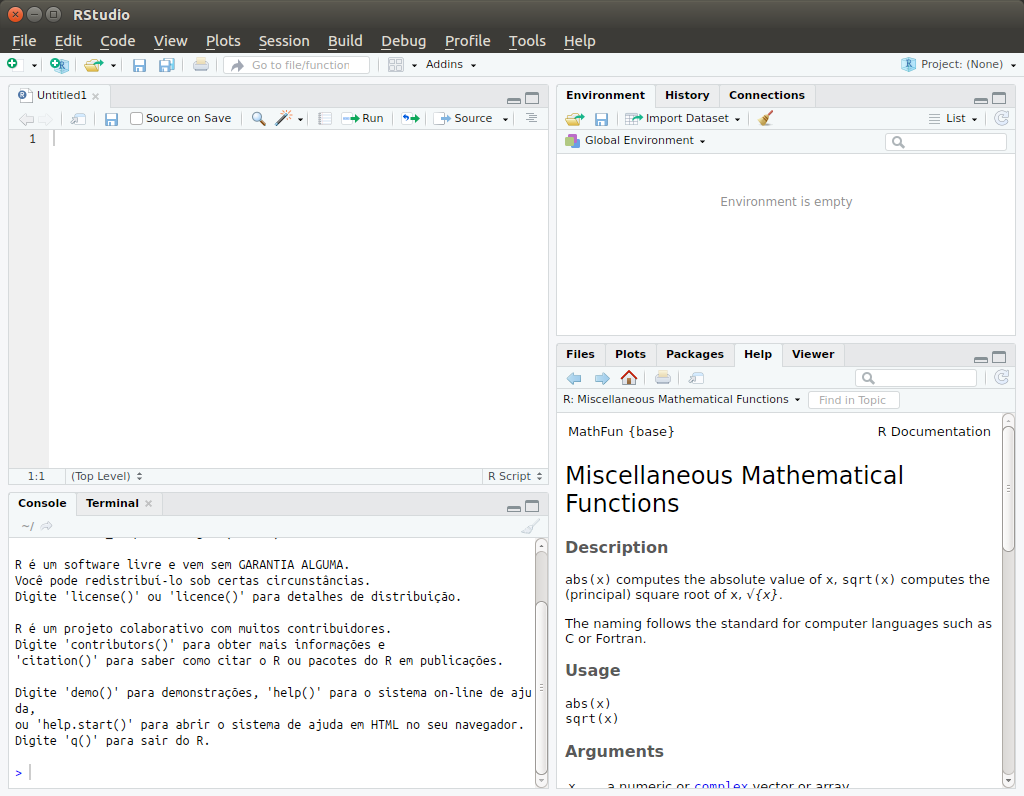 RStudio
File Edit Code View Plots Session Build Debug Profile Tools Help
Go to file/function Addins Project: (None)
Untitled1
Source on Save Run Source
1
1:1 (Top Level) R Script
Console Terminal
~/
R é um software livre e vem sem GARANTIA ALGUMA.
Você pode redistribuí-lo sob certas circunstâncias.
Digite 'license()' ou 'licence()' para detalhes de distribuição.
R é um projeto colaborativo com muitos contribuidores.
Digite 'contributors()' para obter mais informações e
'citation()' para saber como citar o R ou pacotes do R em publicações.
Digite 'demo()' para demonstrações, 'help()' para o sistema on-line de aju
da,
ou 'help.start()' para abrir o sistema de ajuda em HTML no seu navegador.
Digite 'q()' para sair do R.
>
Environment History Connections
Import Dataset List
Global Environment
Environment is empty
Files Plots Packages Help Viewer
R: Miscellaneous Mathematical Functions Find in Topic
MathFun {base} R Documentation
Miscellaneous Mathematical
Functions
Description
abs(x) computes the absolute value of x, sqrt(x) computes the
(principal) square root of x, √{x}.
The naming follows the standard for computer languages such as
C or Fortran.
Usage
abs(x)
sqrt(x)
Arguments
x a numeric or complex vector or array